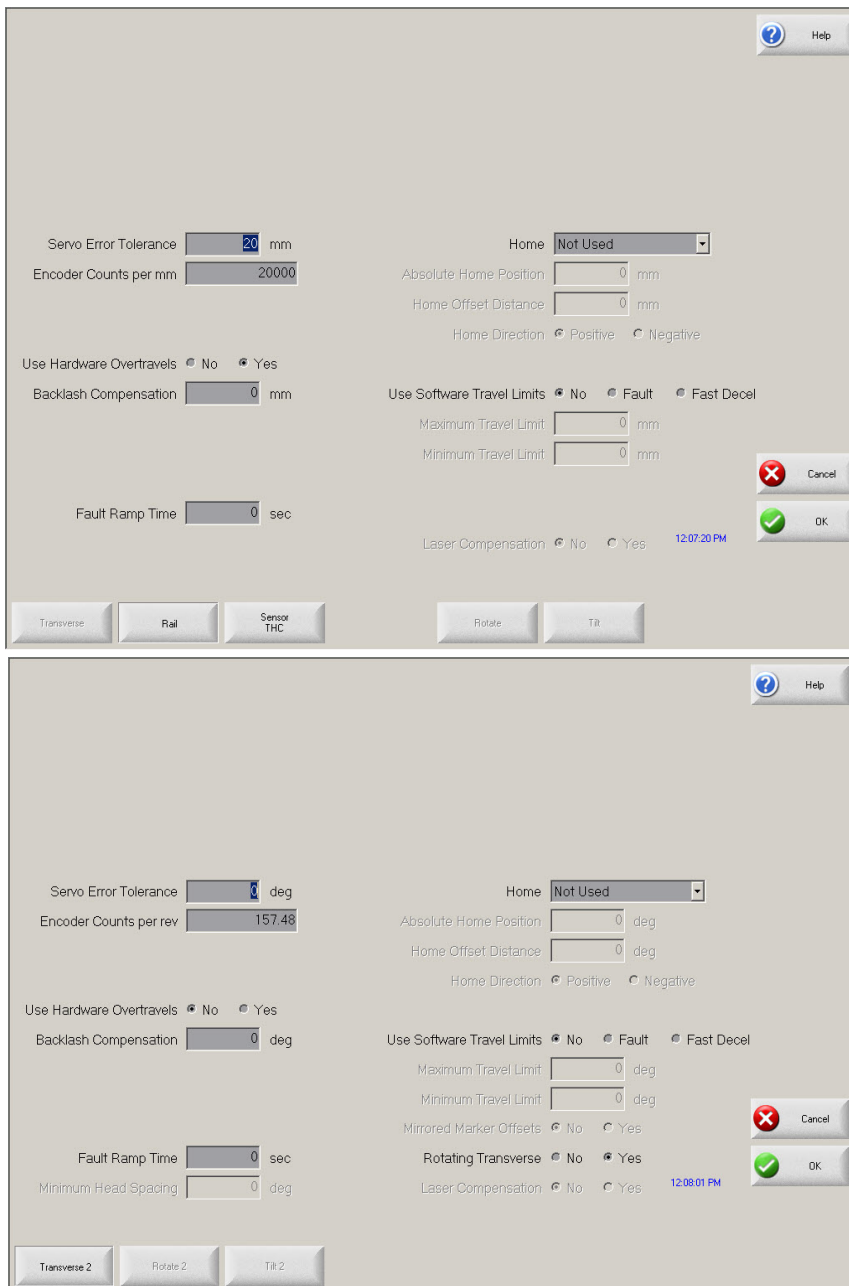 Help
Servo Error Tolerance 20 mm Home Not Used
Encoder Counts per mm 20000 Absolute Home Position 0 mm
Home Offset Distance 0 mm
Home Direction Positive Negative
Use Hardware Overtravels No Yes
Backlash Compensation 0 mm Use Software Travel Limits No Fault Fast Decel
Maximum Travel Limit 0 mm
Minimum Travel Limit 0 mm
Cancel
Fault Ramp Time 0 sec OK
Laser Compensation No Yes 12:07:20 PM
Transverse Rail Sensor THC Rotate Tilt
Help
Servo Error Tolerance 0 deg Home Not Used
Encoder Counts per rev 157.48 Absolute Home Position 0 deg
Home Offset Distance 0 deg
Home Direction Positive Negative
Use Hardware Overtravels No Yes
Backlash Compensation 0 deg Use Software Travel Limits No Fault Fast Decel
Maximum Travel Limit 0 deg
Minimum Travel Limit 0 deg
Mirrored Marker Offsets No Yes Cancel
Fault Ramp Time 0 sec Rotating Transverse No Yes OK
Minimum Head Spacing 0 deg Laser Compensation No Yes 12:08:01 PM
Transverse 2 Rotate 2 Tilt 2